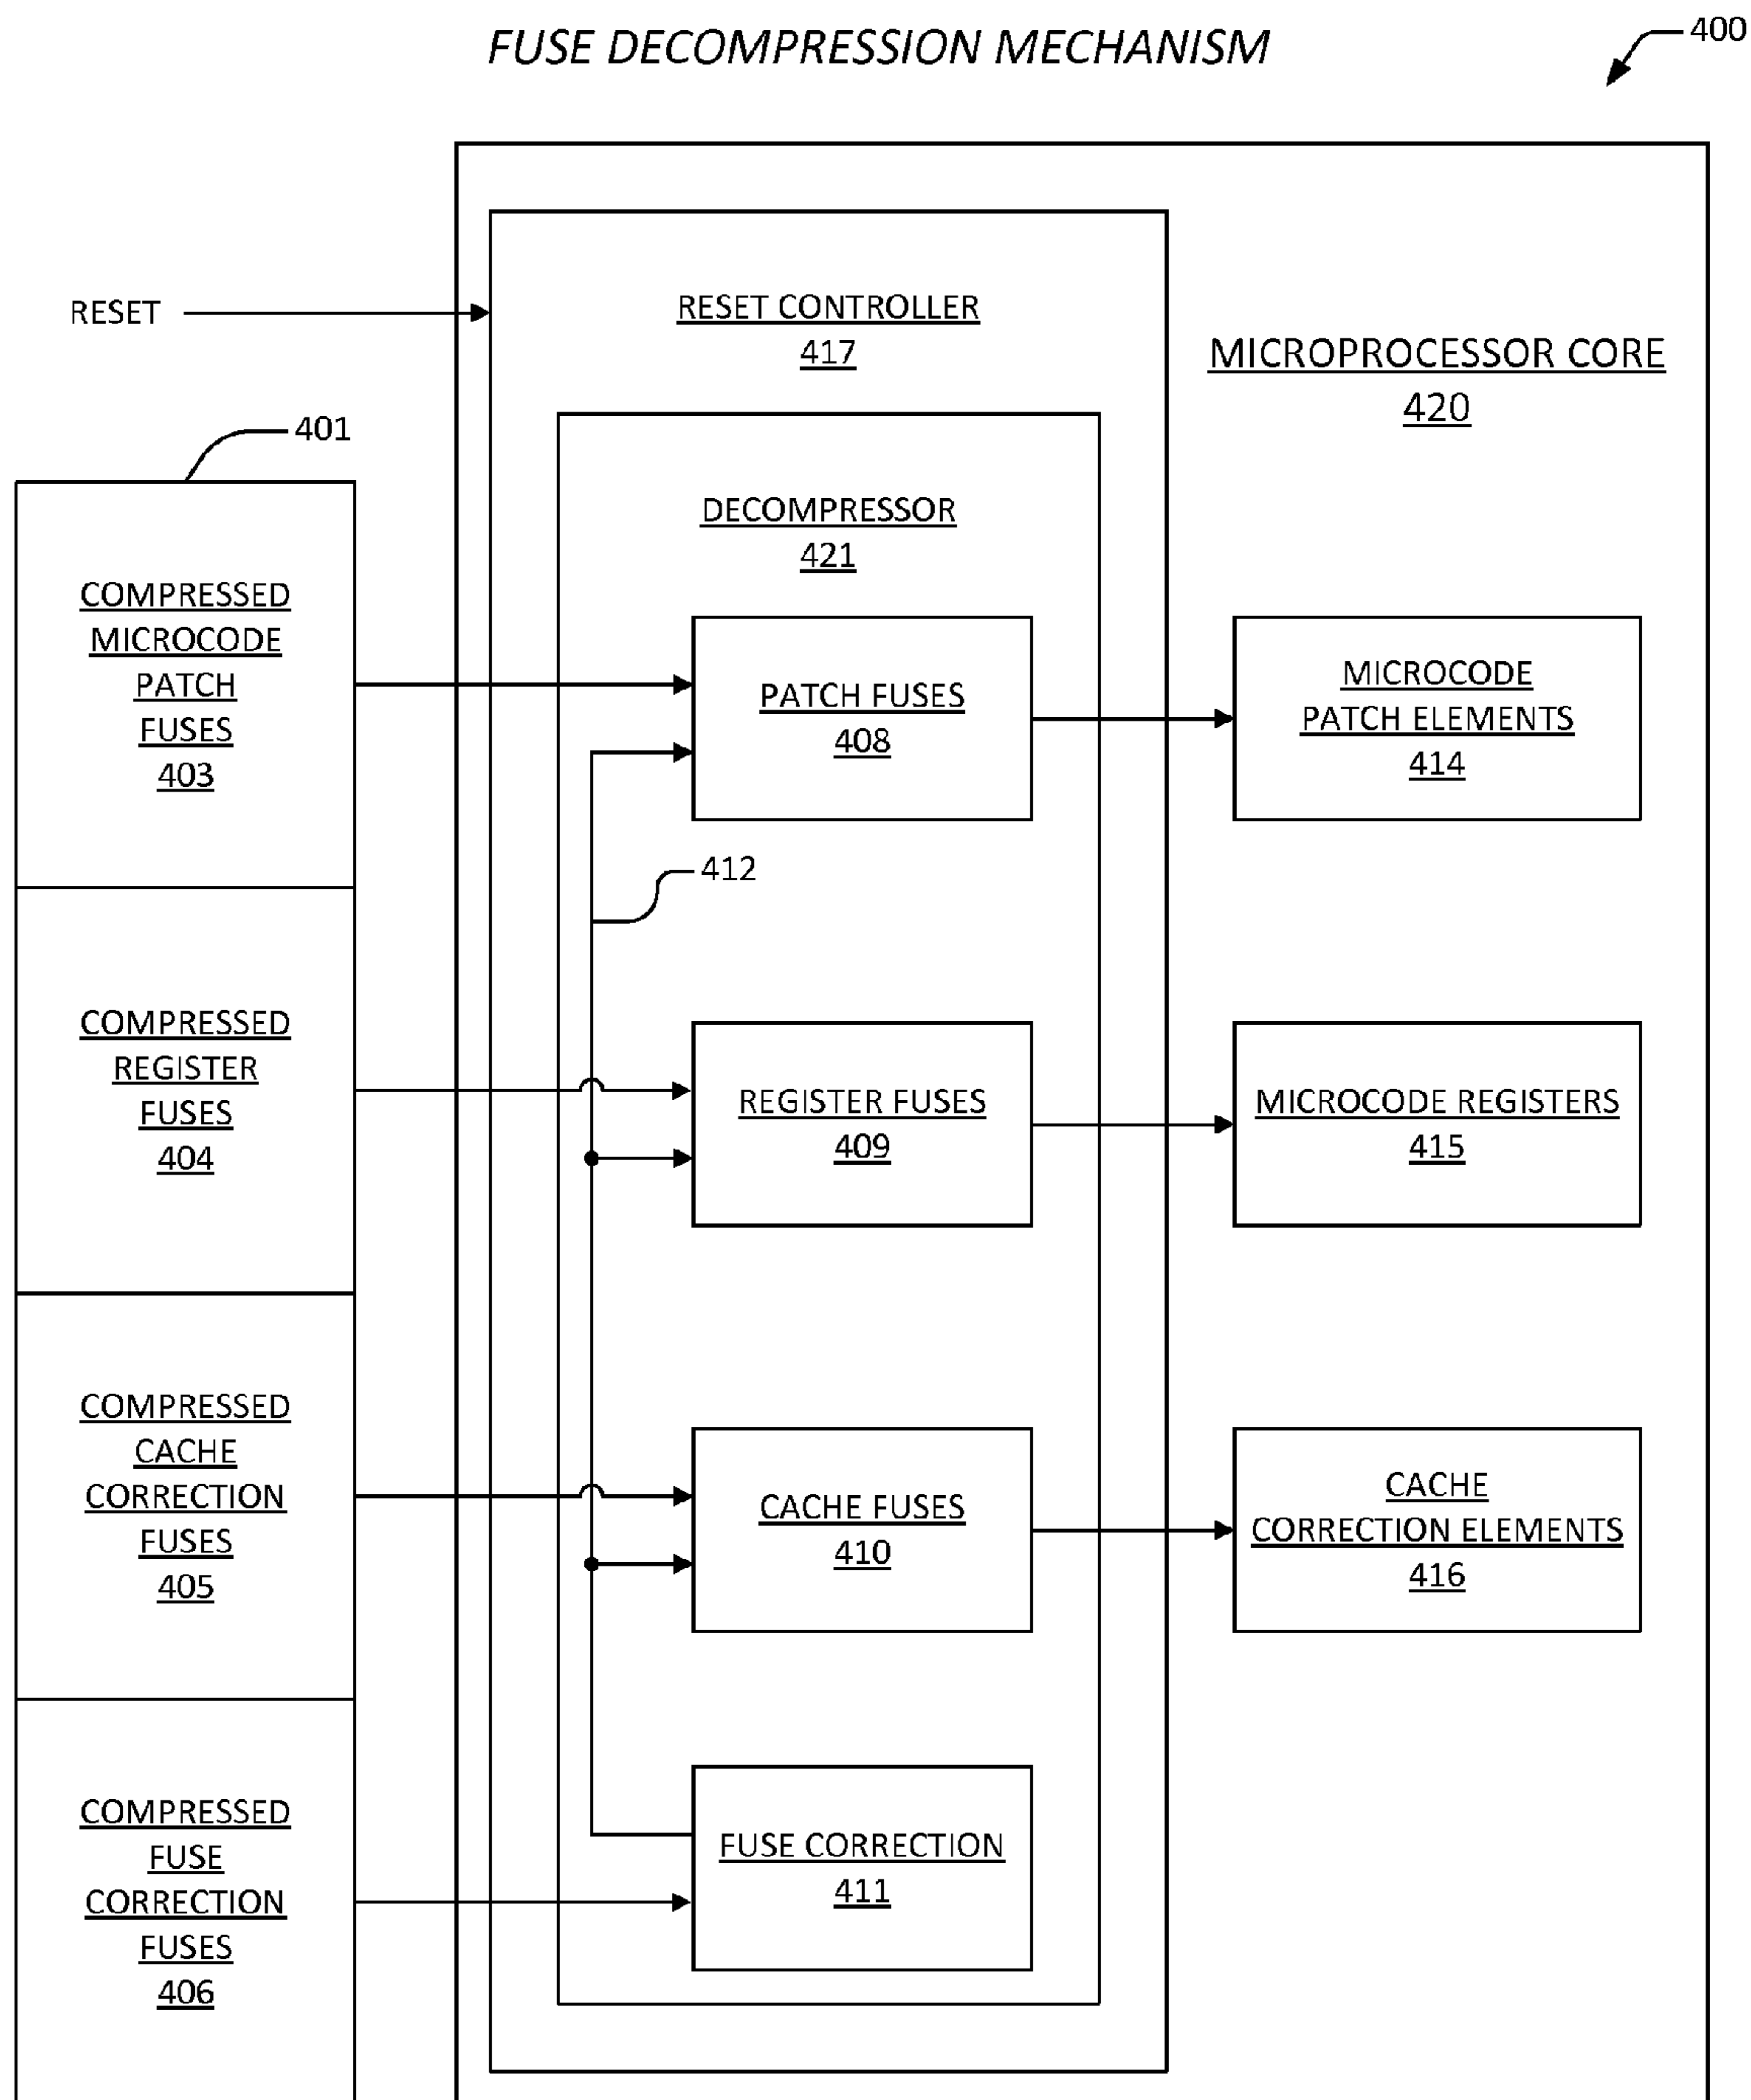 FUSE DECOMPRESSION MECHANISM
400
RESET
RESET CONTROLLER
417
MICROPROCESSOR CORE
420
401
DECOMPRESSOR
421
COMPRESSED
MICROCODE
PATCH
FUSES
403
PATCH FUSES
408
MICROCODE
PATCH ELEMENTS
414
412
COMPRESSED
REGISTER
FUSES
404
REGISTER FUSES
409
MICROCODE REGISTERS
415
COMPRESSED
CACHE
CORRECTION
FUSES
405
CACHE FUSES
410
CACHE
CORRECTION ELEMENTS
416
COMPRESSED
FUSE
CORRECTION
FUSES
406
FUSE CORRECTION
411